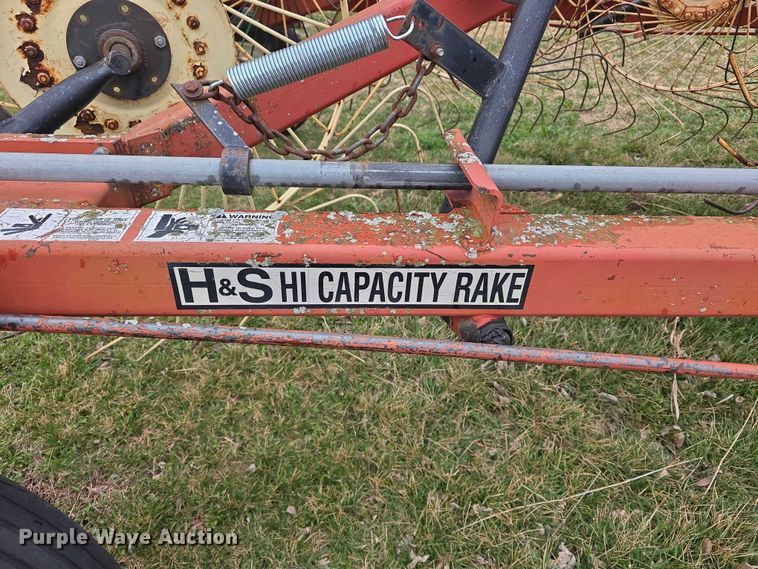 WARNING
H&S HI CAPACITY RAKE
Purple Wave Auction